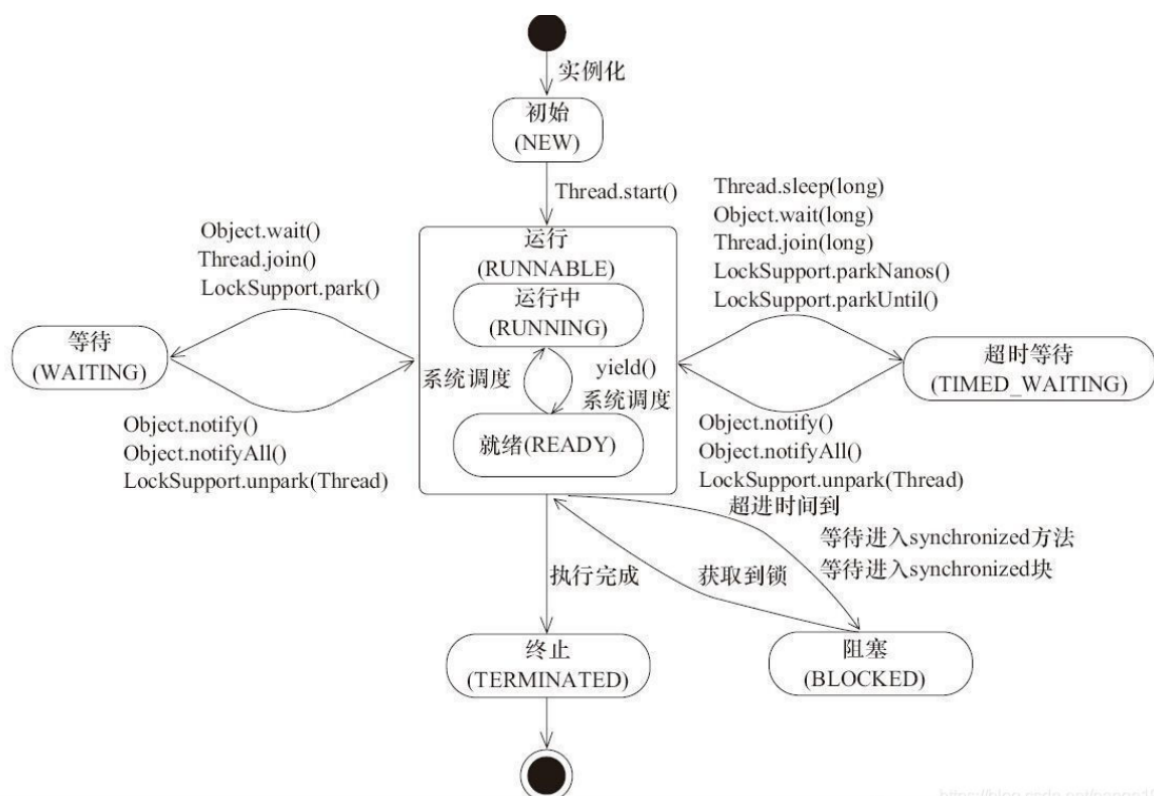 实例化
初始
(NEW)
Thread.start()
Object.wait()
Thread.join()
LockSupport.park()
运行
(RUNNABLE)
运行中
(RUNNING)
系统调度
yield()
系统调度
就绪(READY)
Thread.sleep(long)
Object.wait(long)
Thread.join(long)
LockSupport.parkNanos()
LockSupport.parkUntil()
等待
(WAITING)
超时等待
(TIMED_WAITING)
Object.notify()
Object.notifyAll()
LockSupport.unpark(Thread)
Object.notify()
Object.notifyAll()
LockSupport.unpark(Thread)
超进时间到
等待进入synchronized方法
等待进入synchronized块
执行完成
获取到锁
终止
(TERMINATED)
阻塞
(BLOCKED)